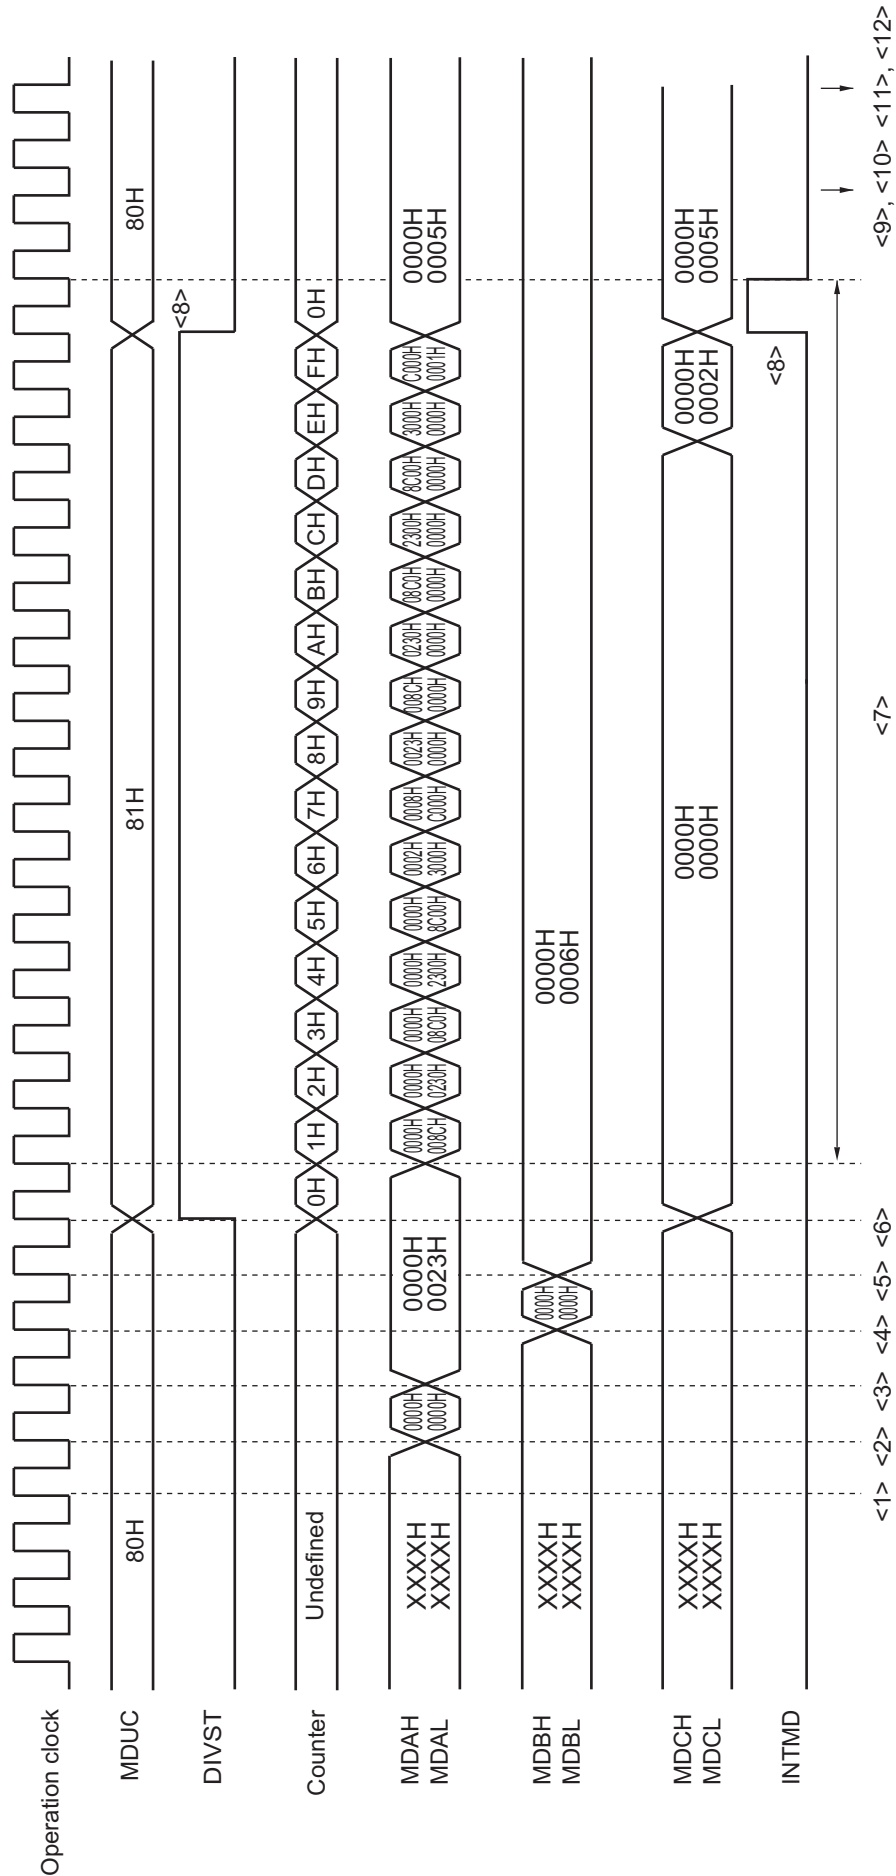 Operation clock
MDUC 80H 81H 80H
DIVST <8>
Counter Undefined 0H 1H 2H 3H 4H 5H 6H 7H 8H 9H AH BH CH DH EH FH 0H
MDAH XXXXH 0000H 0000H 0000H 0000H 0000H 0000H 0000H 0002H 0008H 0023H 008CH 0230H 08C0H 2300H 8C00H 3000H C000H 0000H
MDAL XXXXH 0000H 0023H 008CH 0230H 08C0H 2300H 8C00H 3000H C000H 0000H 0000H 0000H 0000H 0000H 0000H 0000H 0001H 0005H
MDBH XXXXH 0000H 0000H
MDBL XXXXH 0000H 0006H
MDCH XXXXH 0000H 0000H 0000H
MDCL XXXXH 0000H 0002H 0005H
INTMD <8>
<1> <2> <3> <4> <5> <6> <7> <9>, <10> <11>, <12>